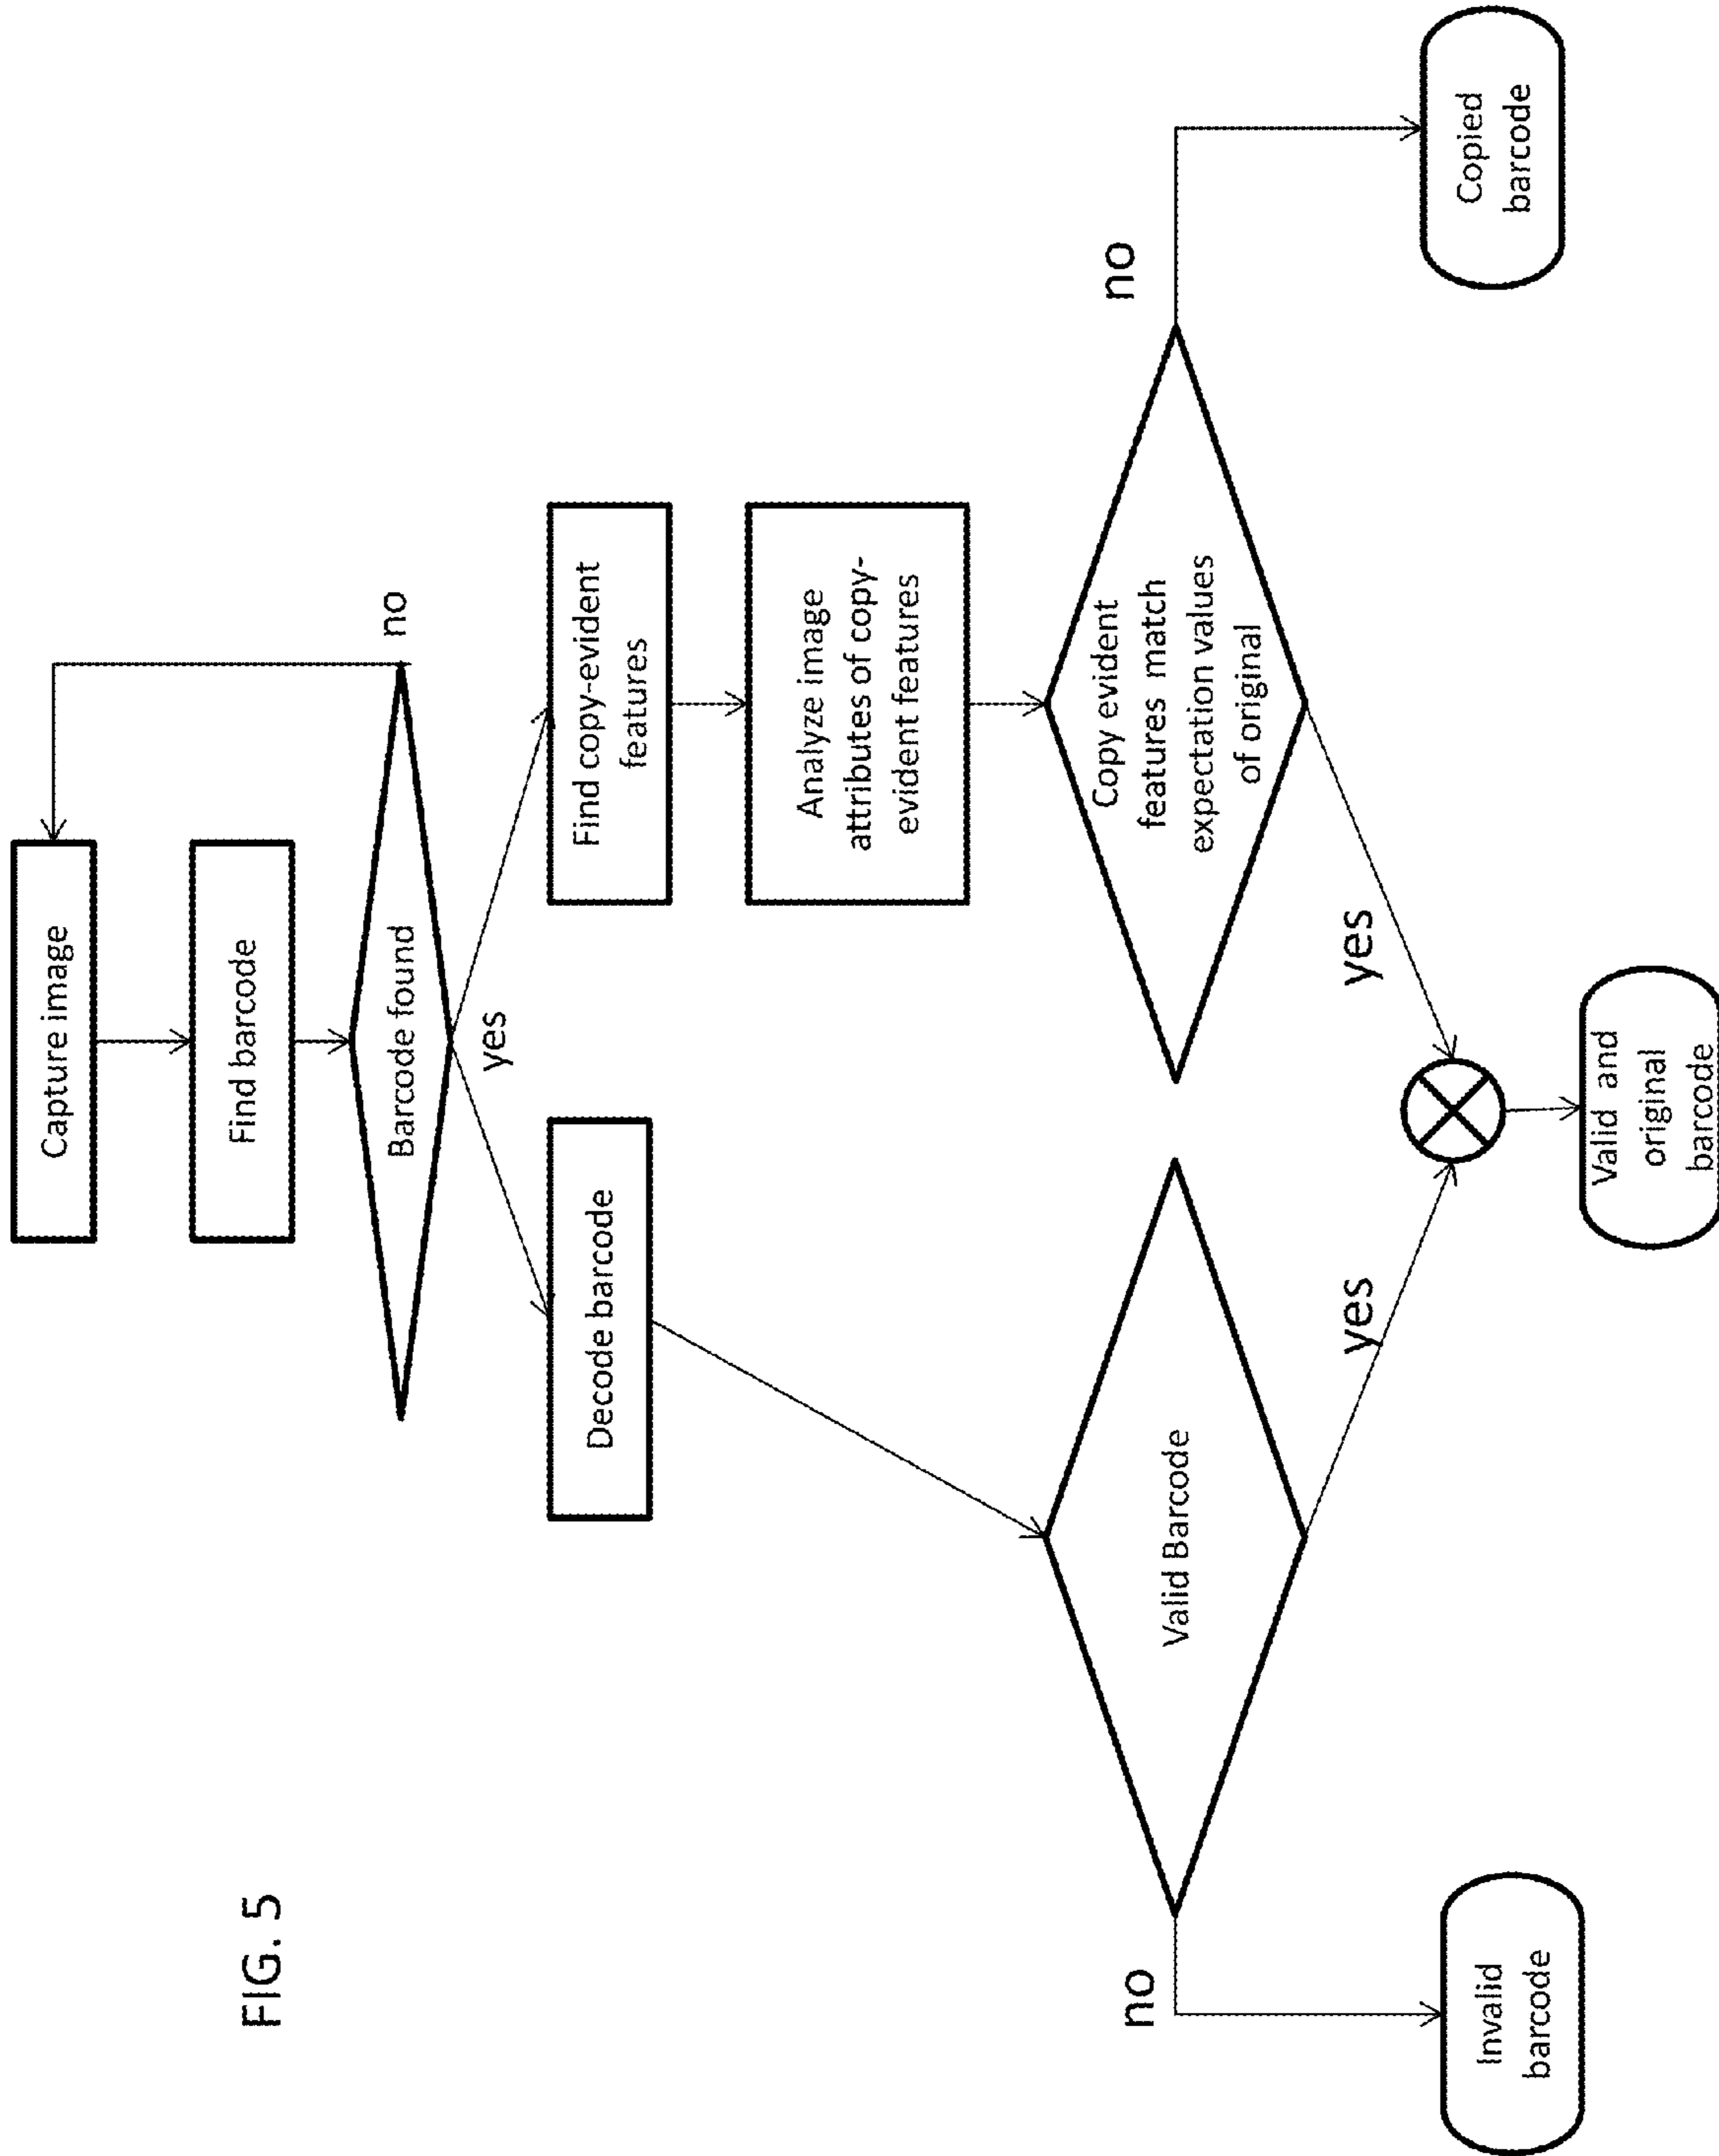 FIG. 5
Capture image
Find barcode
Barcode found
no
yes
Decode barcode
Find copy-evident
features
Analyze image
attributes of copy-
evident features
Valid Barcode
Copy evident
features match
expectation values
of original
no
yes
yes
no
Invalid
barcode
Valid and
original
barcode
Copied
barcode